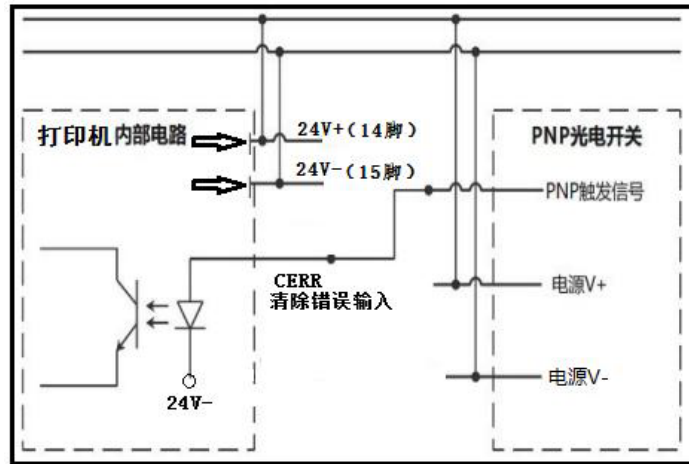 打印机内部电路
24V+(14脚)
PNP光电开关
24V-(15脚)
PNP触发信号
CERR
清除错误输入
电源V+
电源V-
24V-